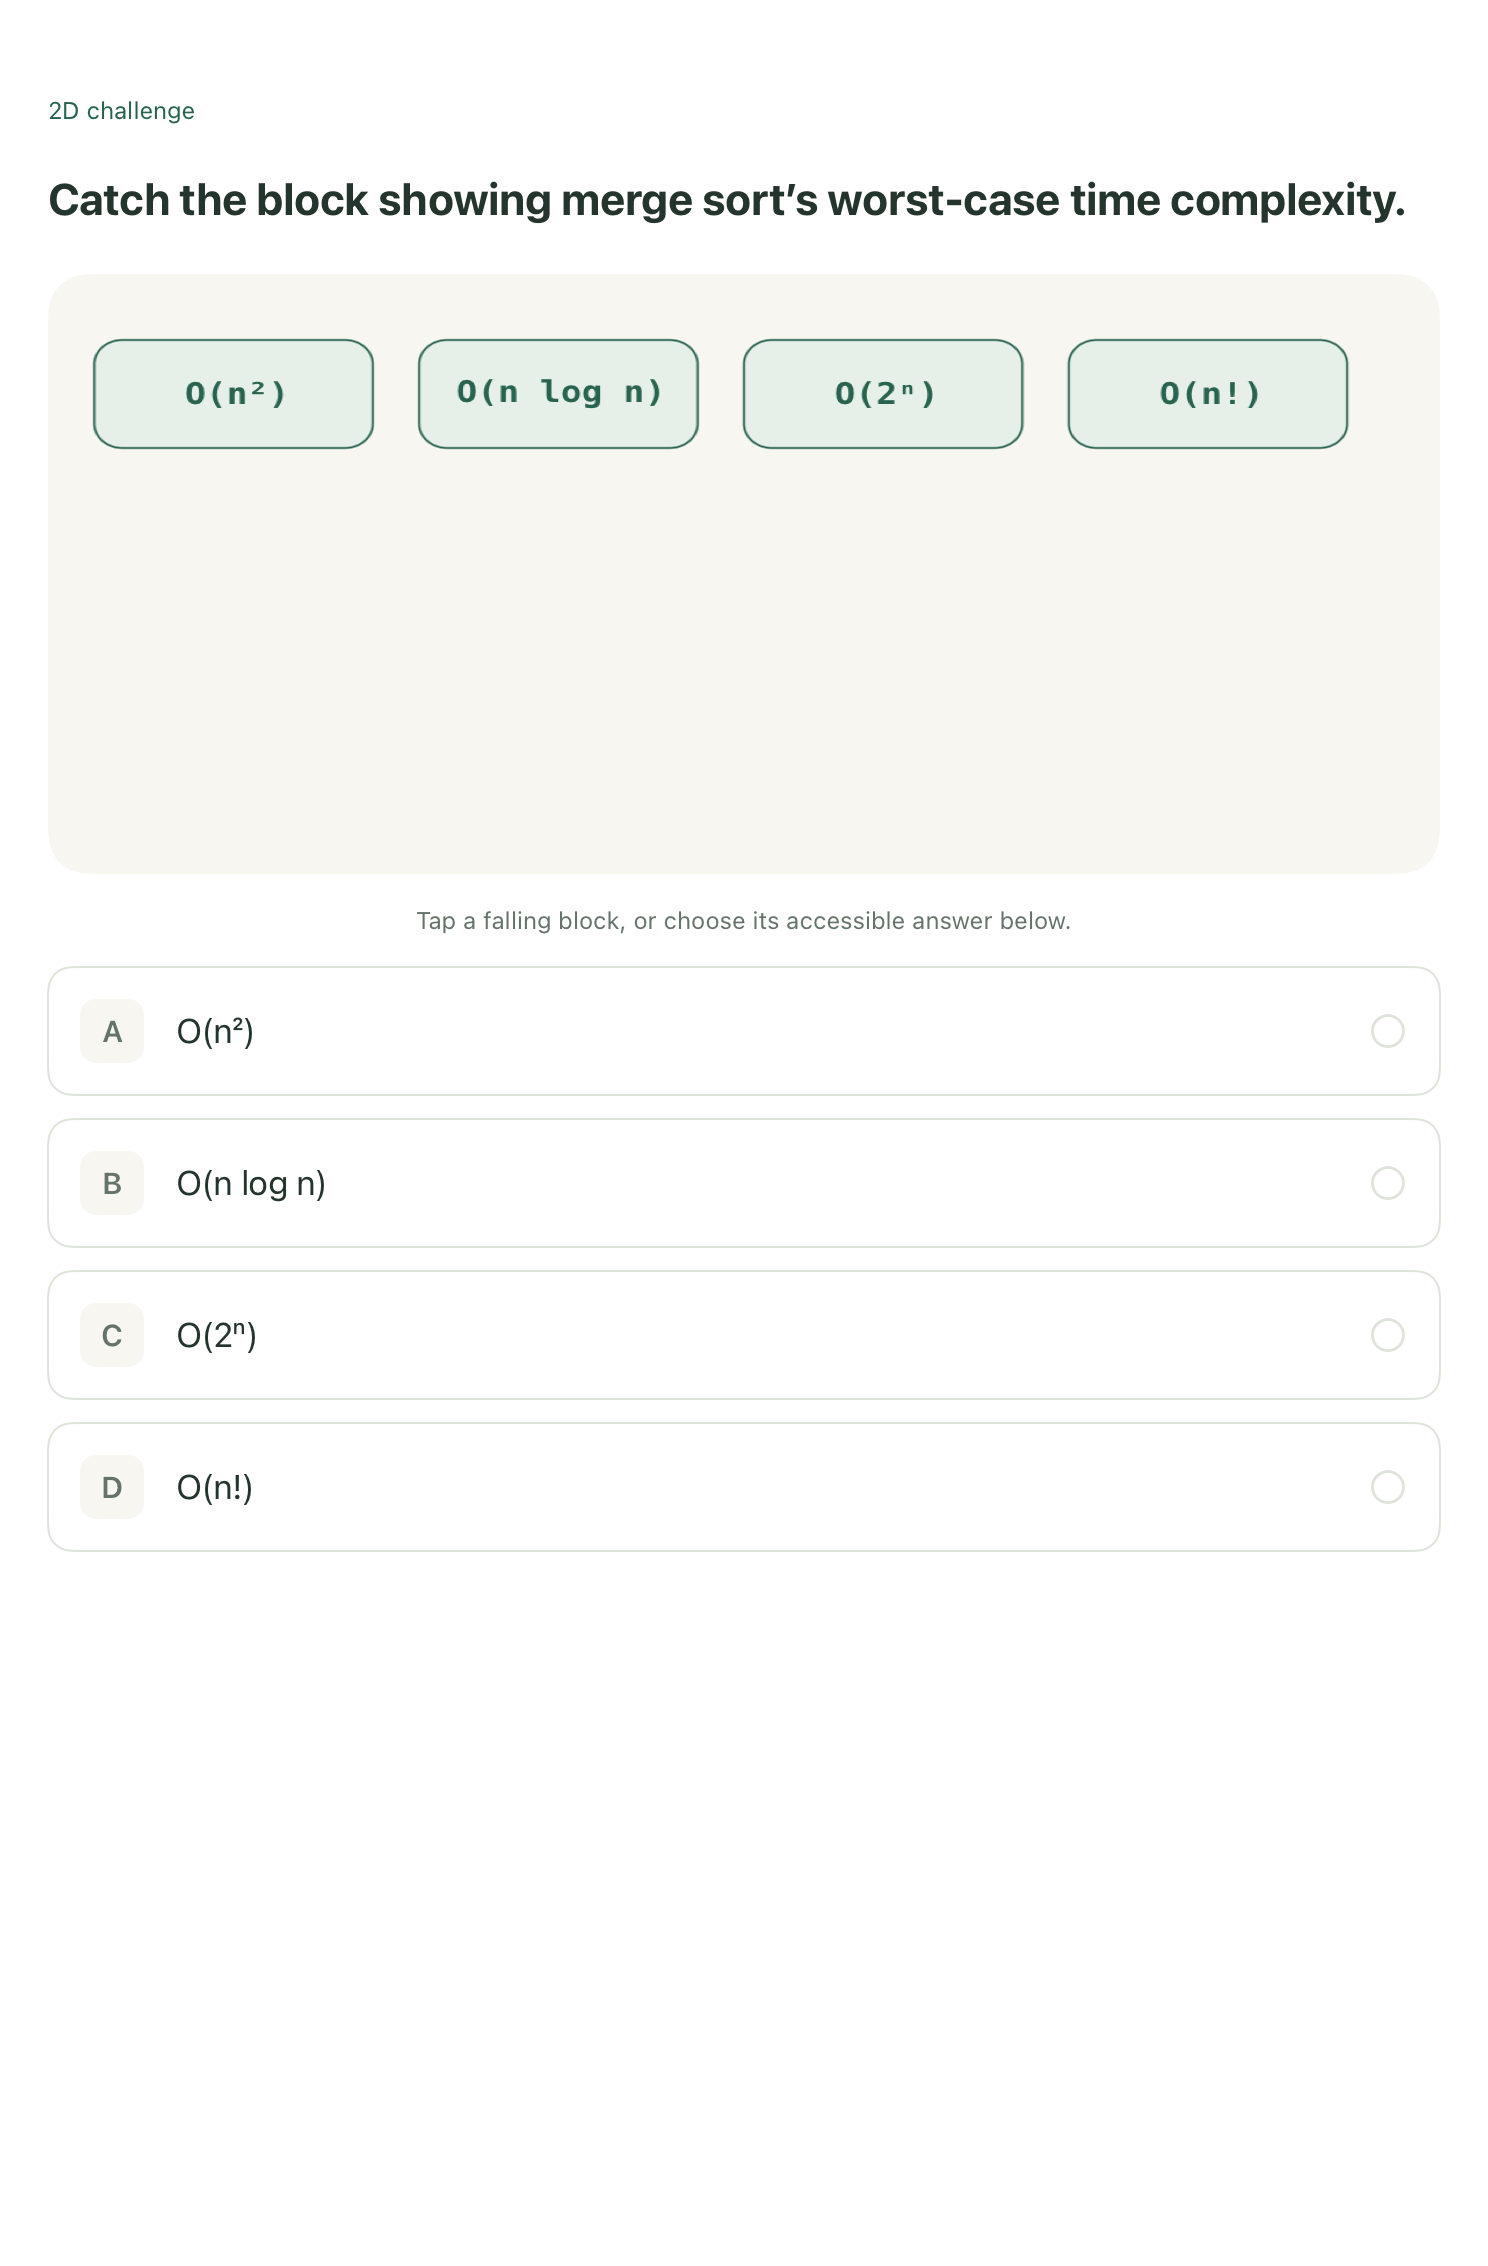 2D challenge
Catch the block showing merge sort’s worst-case time complexity.
O(n²) O(n log n) O(2ⁿ) O(n!)
Tap a falling block, or choose its accessible answer below.
A O(n²)
B O(n log n)
C O(2ⁿ)
D O(n!)